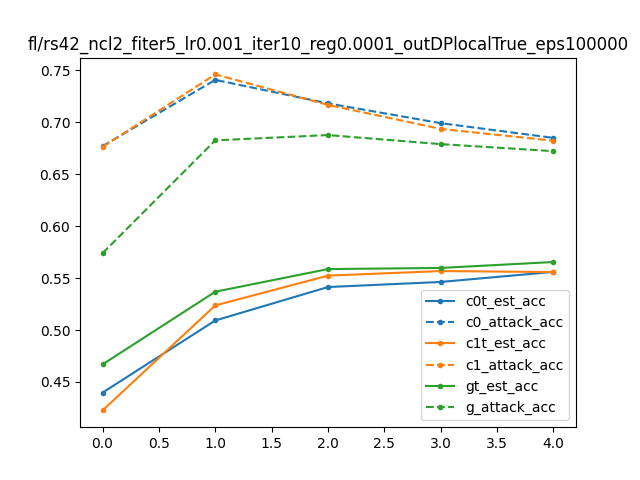 fl/rs42_ncl2_fiter5_lr0.001_iter10_reg0.0001_outDPlocalTrue_eps100000
0.75
0.70
0.65
0.60
0.55
0.50
0.45
c0t_est_acc
c0_attack_acc
c1t_est_acc
c1_attack_acc
gt_est_acc
g_attack_acc
0.0 0.5 1.0 1.5 2.0 2.5 3.0 3.5 4.0